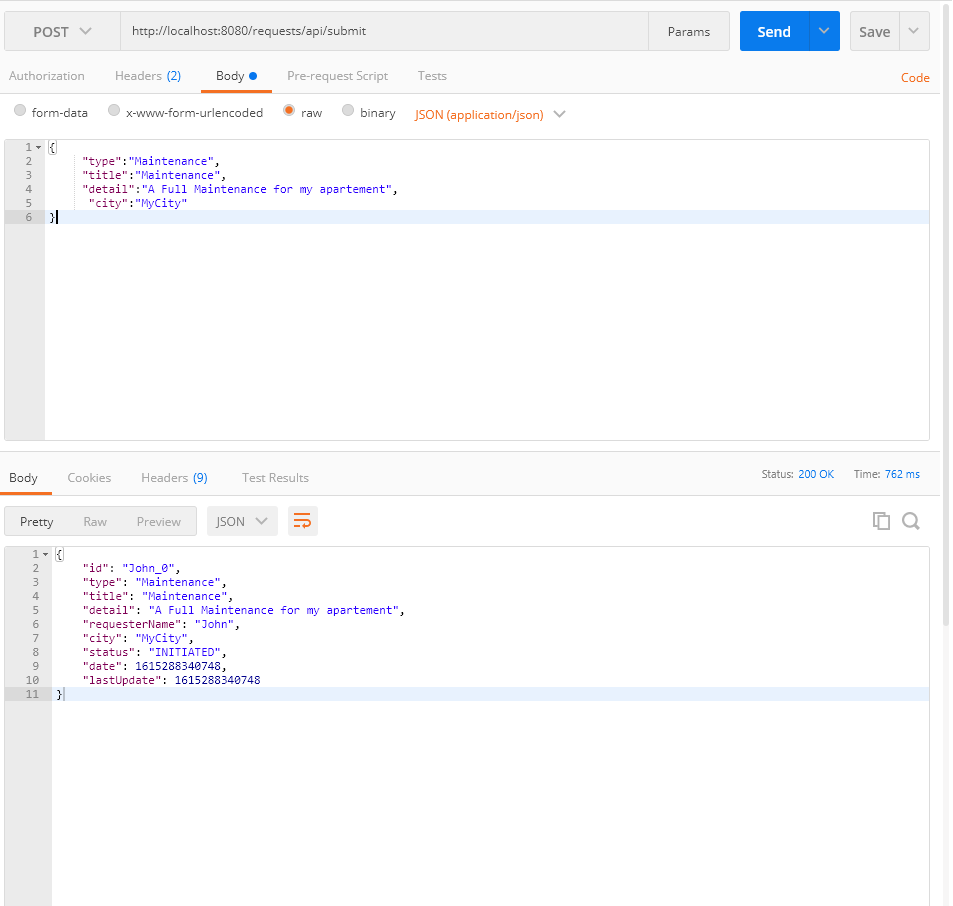 POST http://localhost:8080/requests/api/submit Params Send Save
Authorization Headers (2) Body Pre-request Script Tests Code
form-data x-www-form-urlencoded raw binary JSON (application/json)
1 {
2 "type":"Maintenance",
3 "title":"Maintenance",
4 "detail":"A Full Maintenance for my apartement",
5 "city":"MyCity"
6 }
Body Cookies Headers (9) Test Results Status: 200 OK Time: 762 ms
Pretty Raw Preview JSON
1 {
2 "id": "John_0",
3 "type": "Maintenance",
4 "title": "Maintenance",
5 "detail": "A Full Maintenance for my apartement",
6 "requesterName": "John",
7 "city": "MyCity",
8 "status": "INITIATED",
9 "date": 1615288340748,
10 "lastUpdate": 1615288340748
11 }